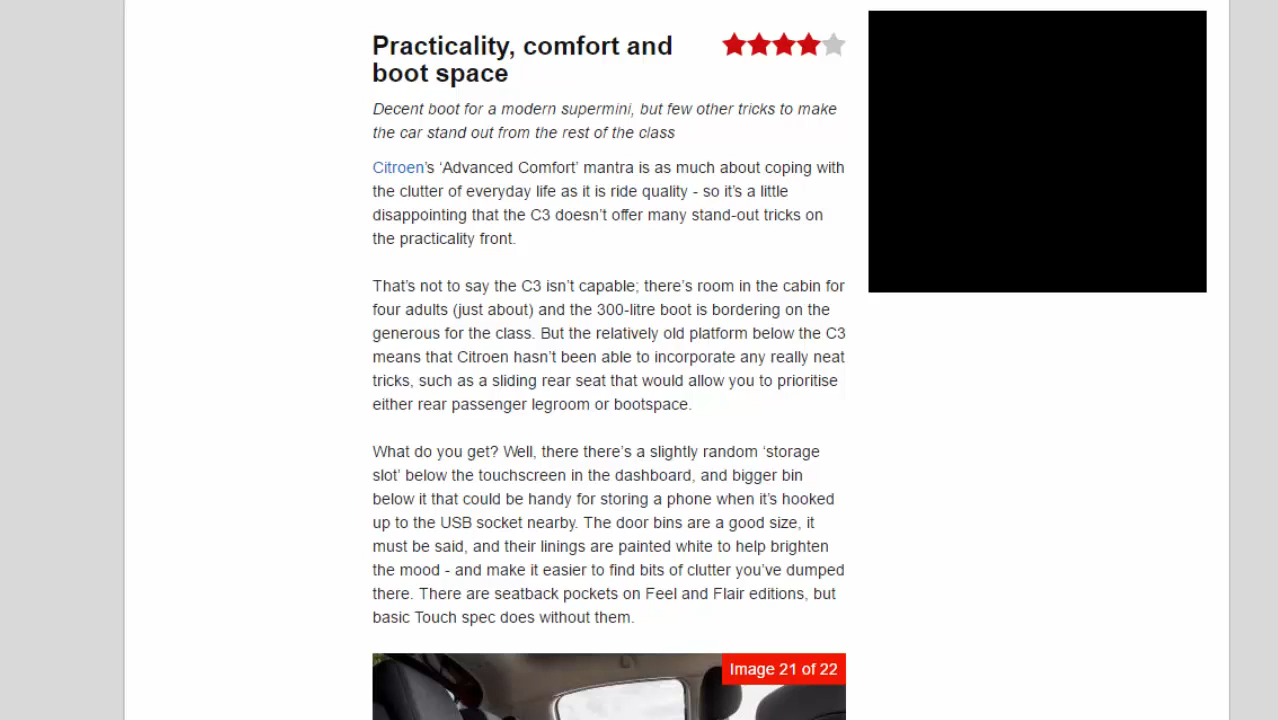 Practicality, comfort and
boot space
Decent boot for a modern supermini, but few other tricks to make
the car stand out from the rest of the class
Citroen's ‘Advanced Comfort’ mantra is as much about coping with
the clutter of everyday life as it is ride quality - so it’s a little
disappointing that the C3 doesn’t offer many stand-out tricks on
the practicality front.
That’s not to say the C3 isn’t capable; there’s room in the cabin for
four adults (just about) and the 300-litre boot is bordering on the
generous for the class. But the relatively old platform below the C3
means that Citroen hasn’t been able to incorporate any really neat
tricks, such as a sliding rear seat that would allow you to prioritise
either rear passenger legroom or bootspace.
What do you get? Well, there there’s a slightly random ‘storage
slot’ below the touchscreen in the dashboard, and bigger bin
below it that could be handy for storing a phone when it’s hooked
up to the USB socket nearby. The door bins are a good size, it
must be said, and their linings are painted white to help brighten
the mood - and make it easier to find bits of clutter you’ve dumped
there. There are seatback pockets on Feel and Flair editions, but
basic Touch spec does without them.
Image 21 of 22